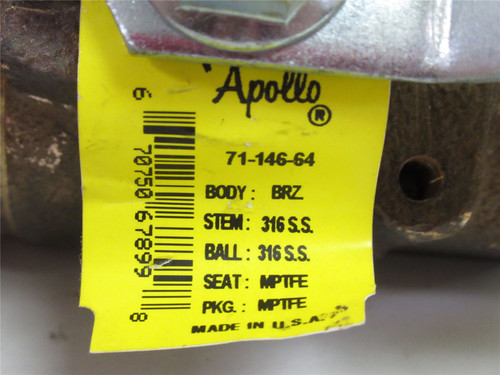 'Apollo®
71-146-64
BODY: BRZ
STEM: 316 S.S.
BALL: 316 S.S.
SEAT: MPTFE
PKG.: MPTFE
MADE IN U.S.A.
6 70750 67899 8